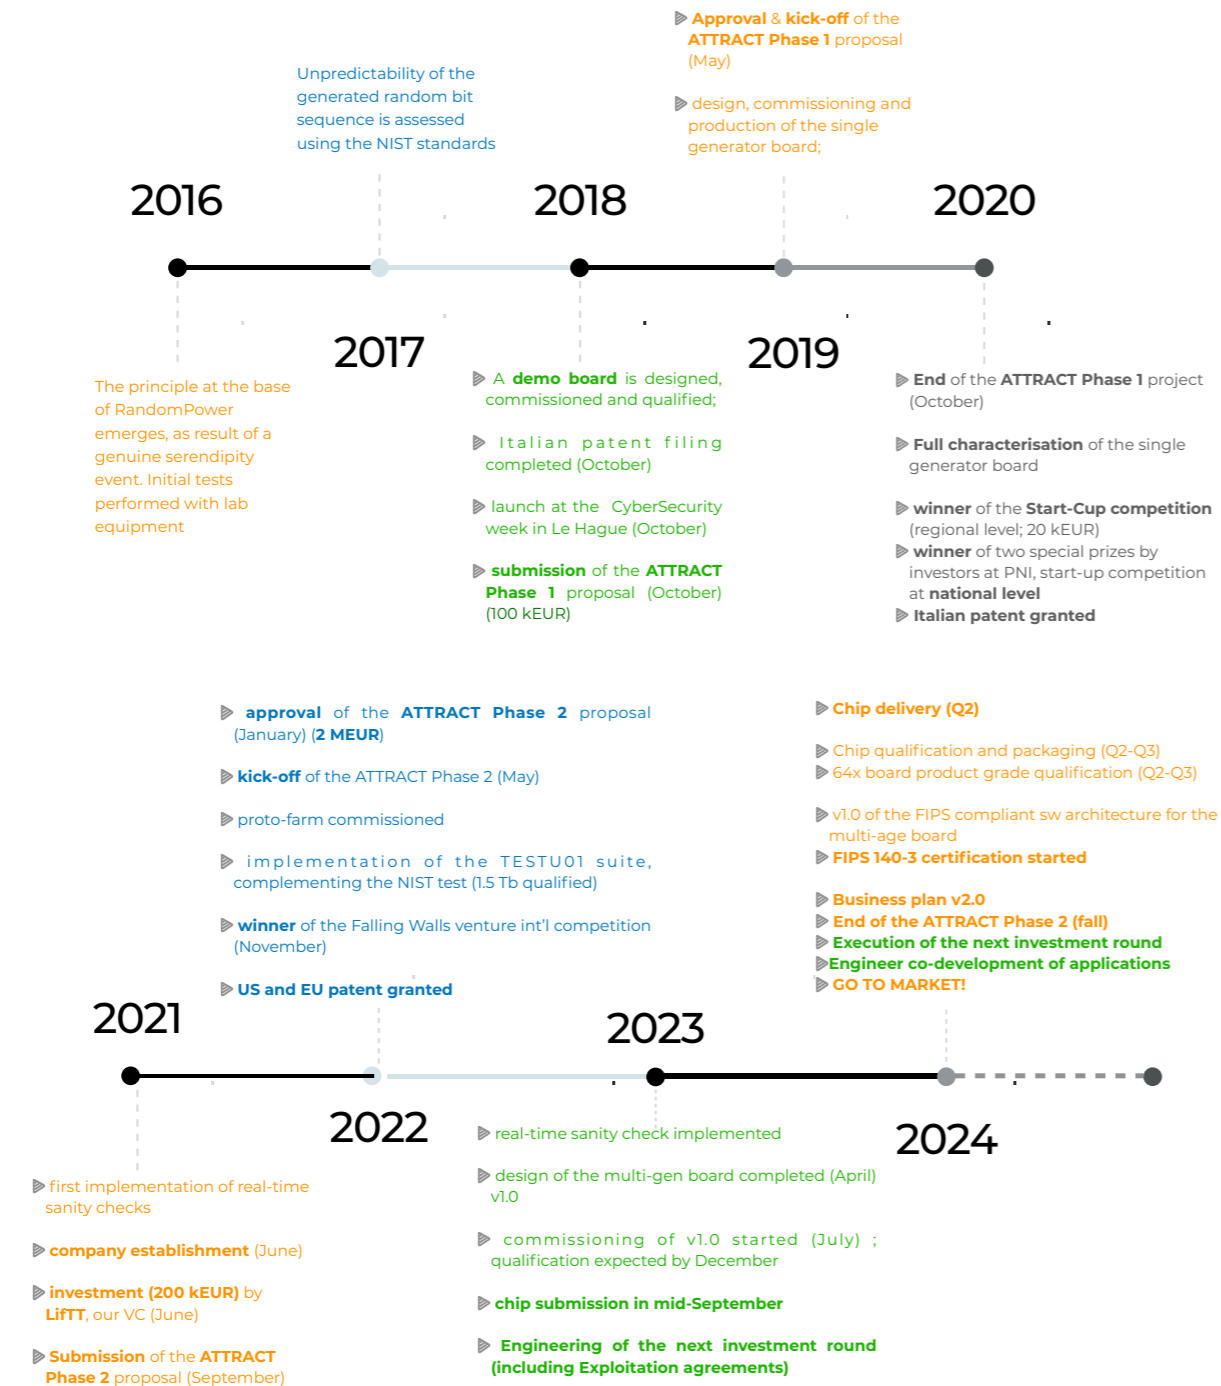 Approval & kick-off of the
ATTRACT Phase 1 proposal
(May)
design, commissioning and
production of the single
generator board;
Unpredictability of the
generated random bit
sequence is assessed
using the NIST standards
2016
2018
2020
2017
2019
The principle at the base
of RandomPower
emerges, as result of a
genuine serendipity
event. Initial tests
performed with lab
equipment
A demo board is designed,
commissioned and qualified;
Italian patent filing
completed (October)
launch at the CyberSecurity
week in Le Hague (October)
submission of the ATTRACT
Phase 1 proposal (October)
(100 kEUR)
End of the ATTRACT Phase 1 project
(October)
Full characterisation of the single
generator board
winner of the Start-Cup competition
(regional level; 20 kEUR)
winner of two special prizes by
investors at PNI, start-up competition
at national level
Italian patent granted
approval of the ATTRACT Phase 2 proposal
(January) (2 MEUR)
kick-off of the ATTRACT Phase 2 (May)
proto-farm commissioned
implementation of the TESTU01 suite,
complementing the NIST test (1.5 Tb qualified)
winner of the Falling Walls venture int'l competition
(November)
US and EU patent granted
Chip delivery (Q2)
Chip qualification and packaging (Q2-Q3)
64x board product grade qualification (Q2-Q3)
v1.0 of the FIPS compliant sw architecture for the
multi-age board
FIPS 140-3 certification started
Business plan v2.0
End of the ATTRACT Phase 2 (fall)
Execution of the next investment round
Engineer co-development of applications
GO TO MARKET!
2021
2023
2022
2024
first implementation of real-time
sanity checks
company establishment (June)
investment (200 kEUR) by
LifTT, our VC (June)
Submission of the ATTRACT
Phase 2 proposal (September)
real-time sanity check implemented
design of the multi-gen board completed (April)
v1.0
commissioning of v1.0 started (July) ;
qualification expected by December
chip submission in mid-September
Engineering of the next investment round
(including Exploitation agreements)